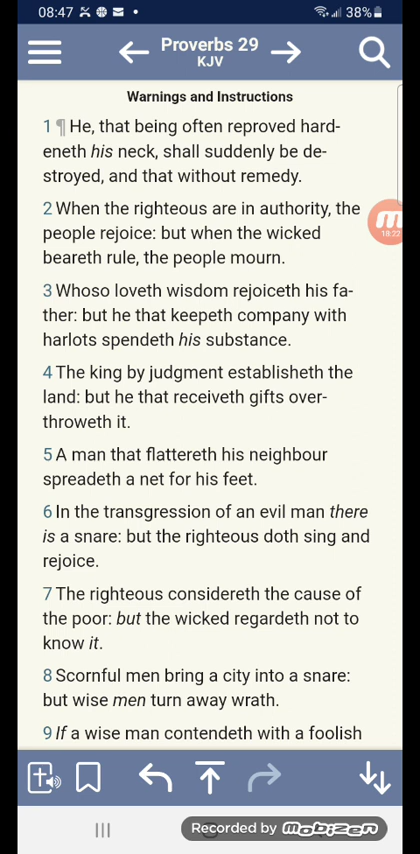 08:47 38%
Proverbs 29
KJV
Warnings and Instructions
1 ¶ He, that being often reproved hard-
eneth his neck, shall suddenly be de-
stroyed, and that without remedy.
2 When the righteous are in authority, the
people rejoice: but when the wicked
beareth rule, the people mourn.
18:22
3 Whoso loveth wisdom rejoiceth his fa-
ther: but he that keepeth company with
harlots spendeth his substance.
4 The king by judgment establisheth the
land: but he that receiveth gifts over-
throweth it.
5 A man that flattereth his neighbour
spreadeth a net for his feet.
6 In the transgression of an evil man there
is a snare: but the righteous doth sing and
rejoice.
7 The righteous considereth the cause of
the poor: but the wicked regardeth not to
know it.
8 Scornful men bring a city into a snare:
but wise men turn away wrath.
9 If a wise man contendeth with a foolish
Recorded by mobizen